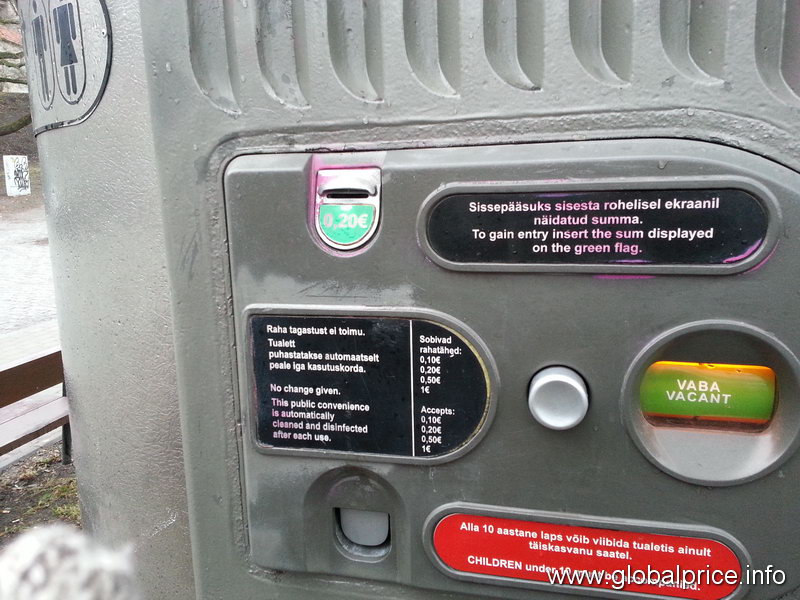 0,20€
Sissepääsuks sisesta rohelisel ekraanil
näidatud summa.
To gain entry insert the sum displayed
on the green flag.
Raha tagastust ei toimu.
Tualett
puhastatakse automaatselt
peale iga kasutuskorda.
No change given.
This public convenience
is automatically
cleaned and disinfected
after each use.
Sobivad
rahatähed:
0,10€
0,20€
0,50€
1€
Accepts:
0,10€
0,20€
0,50€
1€
VABA
VACANT
Alla 10 aastane laps võib viibida tualetis ainult
täiskasvanu saatel.
CHILDREN under 10
www.globalprice.info